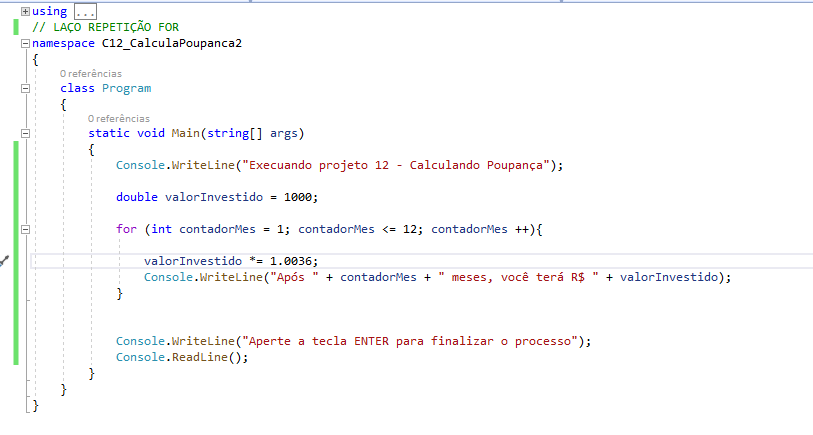 using ...
// LAÇO REPETIÇÃO FOR
namespace C12_CalculaPoupanca2
{
0 referências
class Program
{
0 referências
static void Main(string[] args)
{
Console.WriteLine("Execuando projeto 12 - Calculando Poupança");
double valorInvestido = 1000;
for (int contadorMes = 1; contadorMes <= 12; contadorMes ++){
valorInvestido *= 1.0036;
Console.WriteLine("Após " + contadorMes + " meses, você terá R$ " + valorInvestido);
}
Console.WriteLine("Aperte a tecla ENTER para finalizar o processo");
Console.ReadLine();
}
}
}